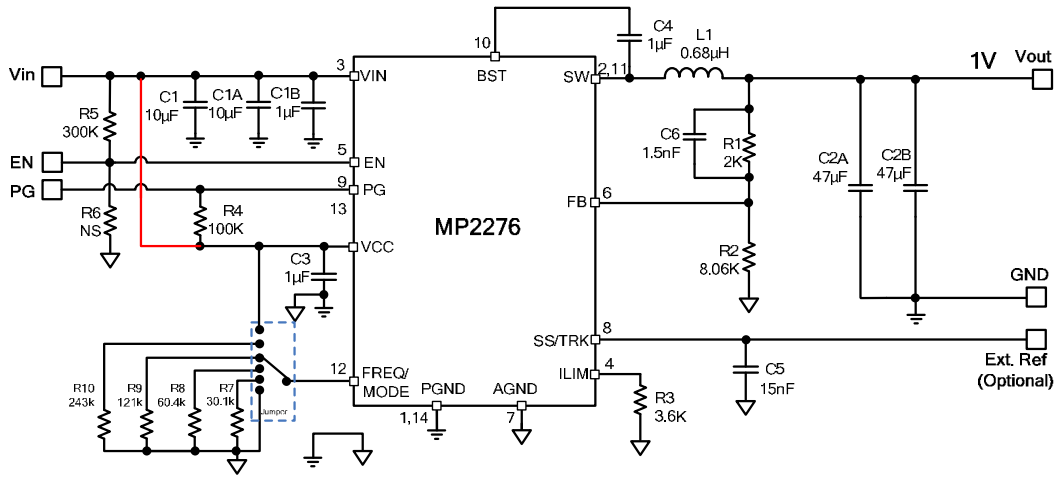 C4
1µF
L1
0.68µH
10
BST
Vin
3
VIN
SW
2,11
1V
Vout
C1
10µF
C1A
10µF
C1B
1µF
R5
300K
C6
1.5nF
R1
2K
C2A
47µF
C2B
47µF
EN
5
EN
PG
9
PG
6
FB
R6
NS
R4
100K
13
VCC
MP2276
R2
8.06K
C3
1µF
GND
8
SS/TRK
Ext. Ref
(Optional)
12
FREQ/
MODE
PGND
AGND
ILIM
4
C5
15nF
R10
243k
R9
121k
R8
60.4k
R7
30.1k
Jumper
1,14
7
R3
3.6K